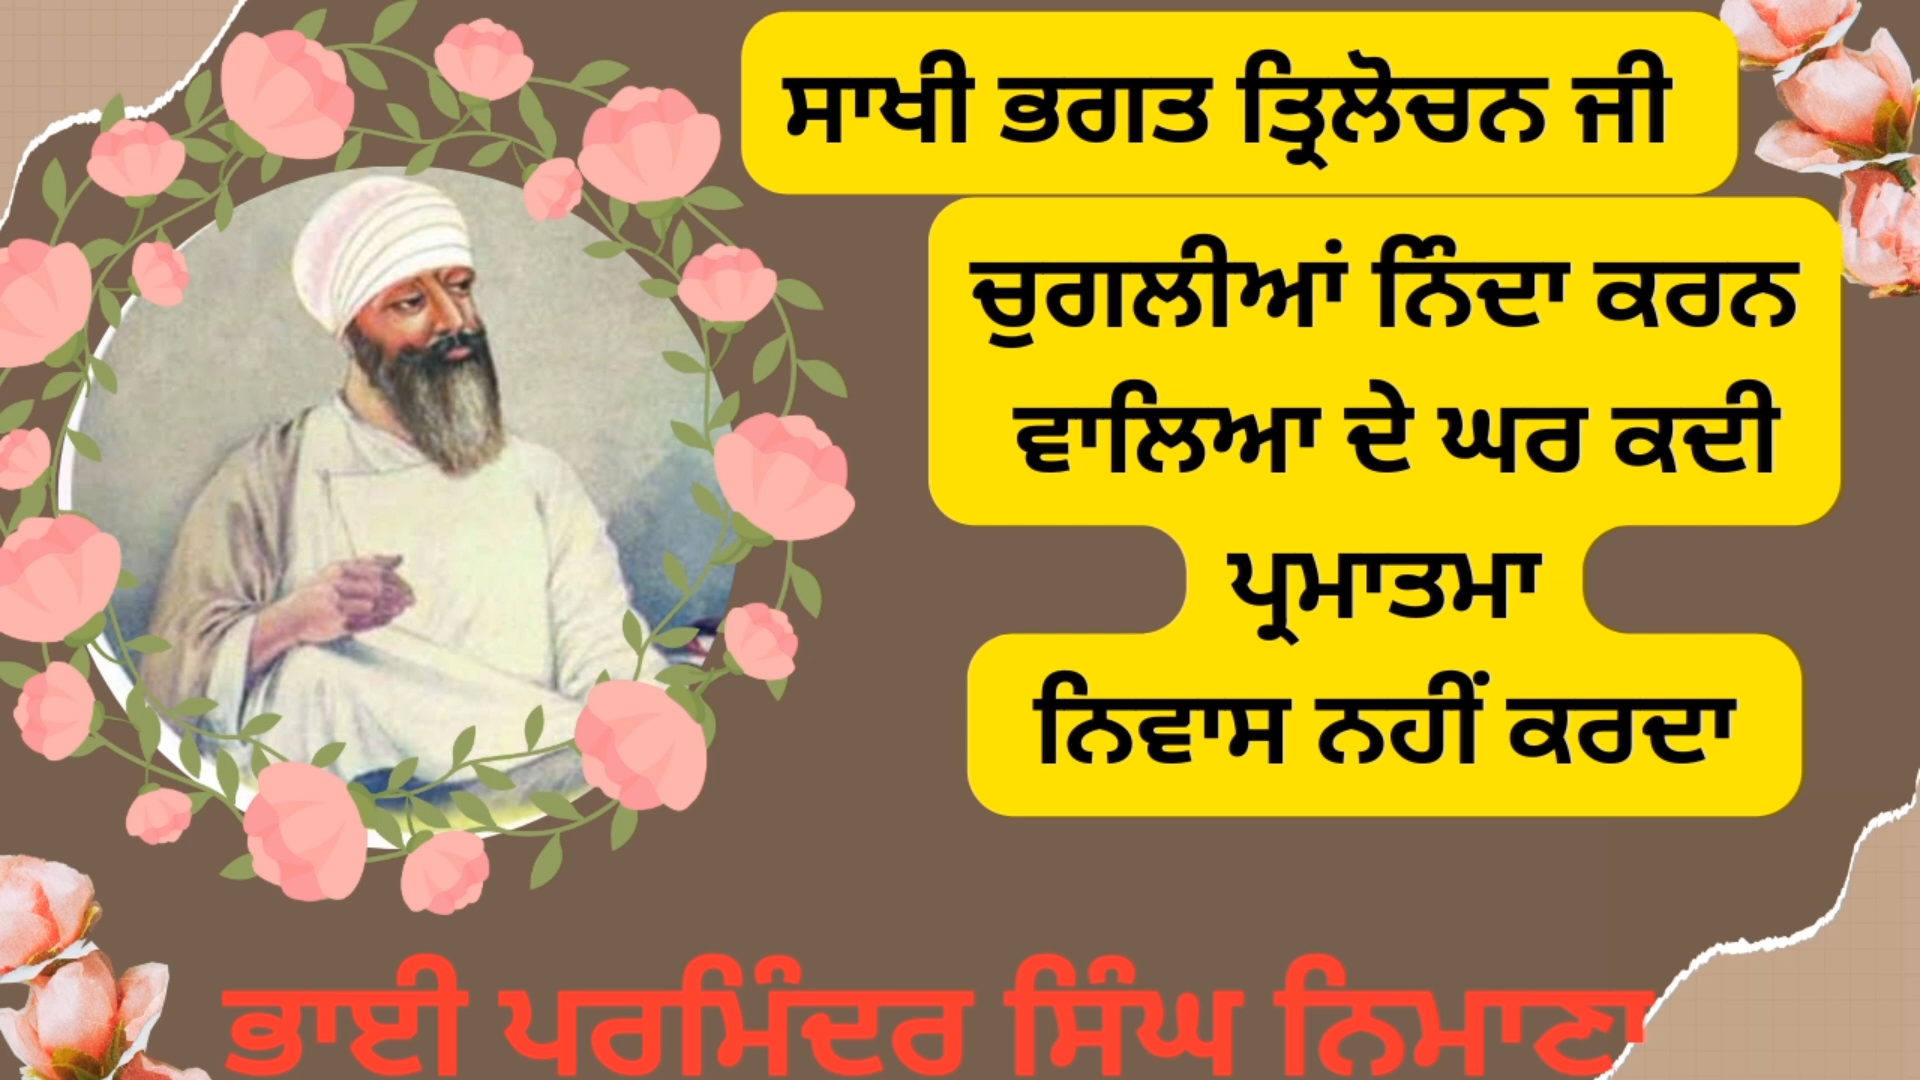 ਸਾਖੀ ਭਗਤ ਤ੍ਰਿਲੋਚਨ ਜੀ
ਚੁਗਲੀਆਂ ਨਿੰਦਾ ਕਰਨ
ਵਾਲਿਆ ਦੇ ਘਰ ਕਦੀ
ਪ੍ਰਮਾਤਮਾ
ਨਿਵਾਸ ਨਹੀਂ ਕਰਦਾ
ਭਾਈ ਪਰਮਿੰਦਰ ਸਿੰਘ ਨਿਮਾਣਾ